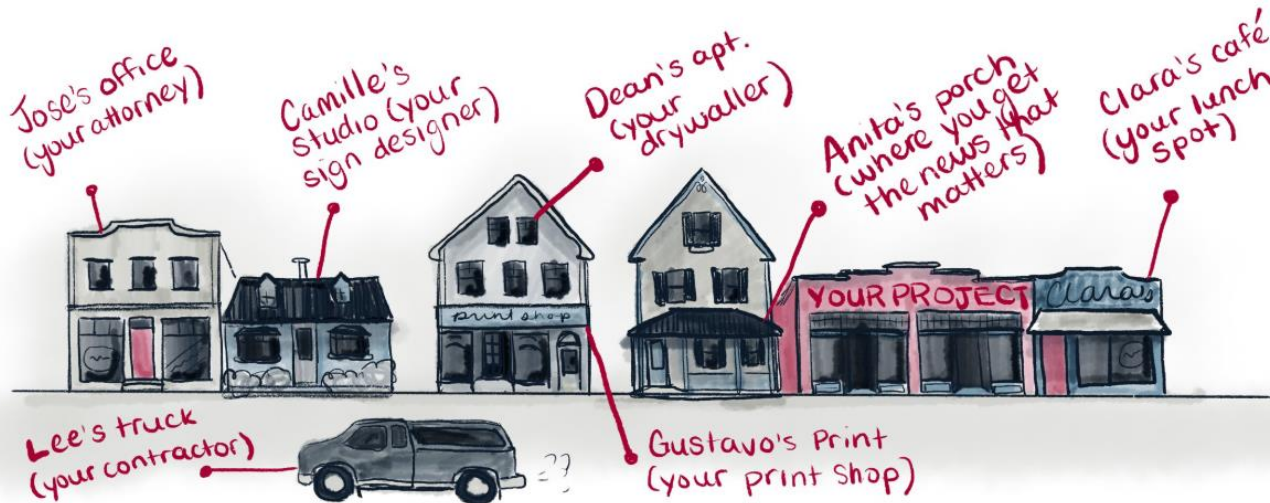 Jose's office
(your attorney)
Camille's
studio (your
sign designer)
Dean's apt.
(your
drywaller)
Anita's porch
(where you get
the news that
matters)
Clara's café
(your lunch
spot)
print shop
YOUR PROJECT
Clara's
Lee's truck
(your contractor)
??
Gustavo's Print
(your print Shop)